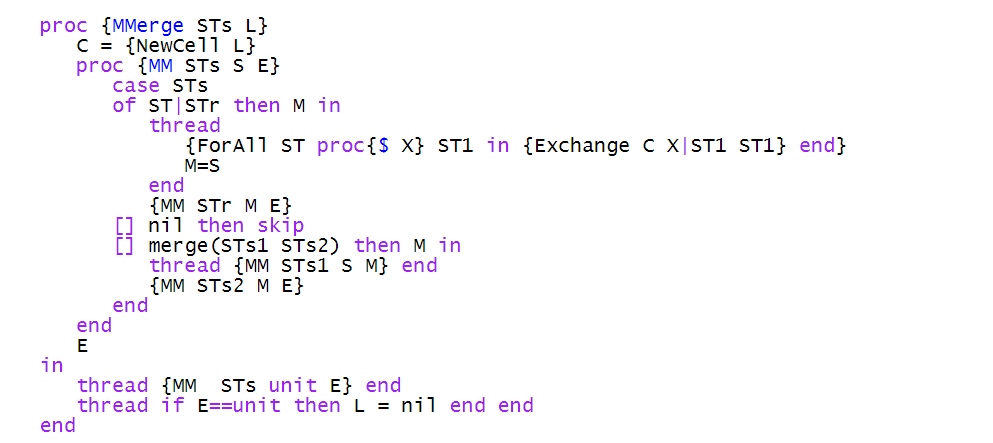 proc {MMerge STs L}
C = {NewCell L}
proc {MM STs S E}
case STs
of ST|STr then M in
thread
{ForAll ST proc{$ X} ST1 in {Exchange C X|ST1 ST1} end}
M=S
end
{MM STr M E}
[] nil then skip
[] merge(STs1 STs2) then M in
thread {MM STs1 S M} end
{MM STs2 M E}
end
end
E
in
thread {MM  STs unit E} end
thread if E==unit then L = nil end end
end